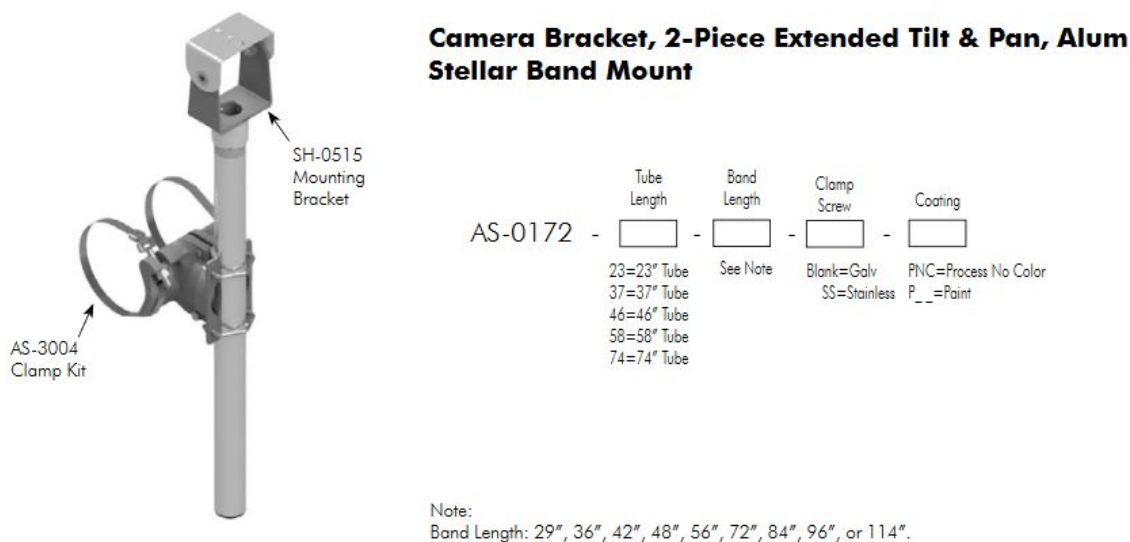 Camera Bracket, 2-Piece Extended Tilt & Pan, Alum
Stellar Band Mount
SH-0515
Mounting
Bracket
AS-3004
Clamp Kit
Tube
Length
Band
Length
Clamp
Screw
Coating
AS-0172 - - - -
23=23" Tube
37=37" Tube
46=46" Tube
58=58" Tube
74=74" Tube
See Note
Blank=Galv
SS=Stainless
PNC=Process No Color
P_ _=Paint
Note:
Band Length: 29", 36", 42", 48", 56", 72", 84", 96", or 114".